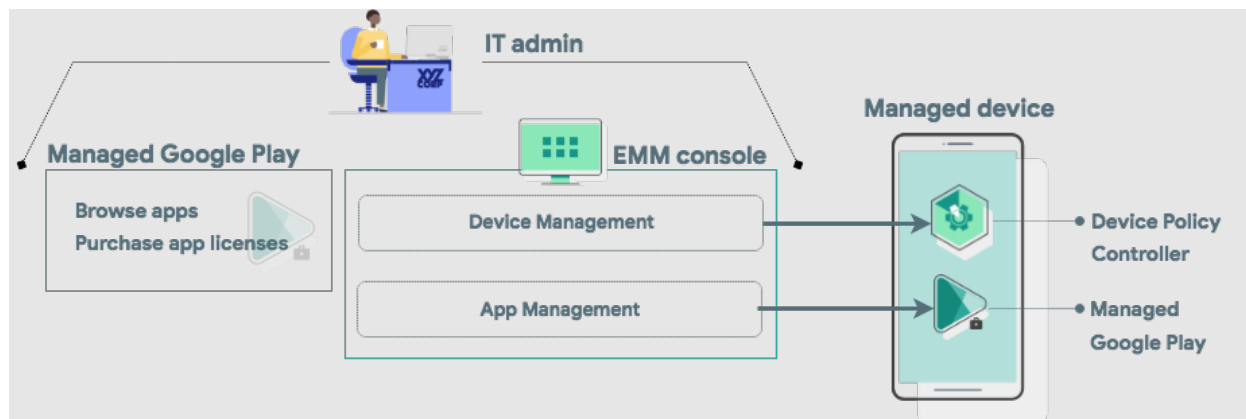 IT admin
XYZ
CORP
Managed device
Managed Google Play
EMM console
Browse apps
Purchase app licenses
Device Management
App Management
Device Policy
Controller
Managed
Google Play